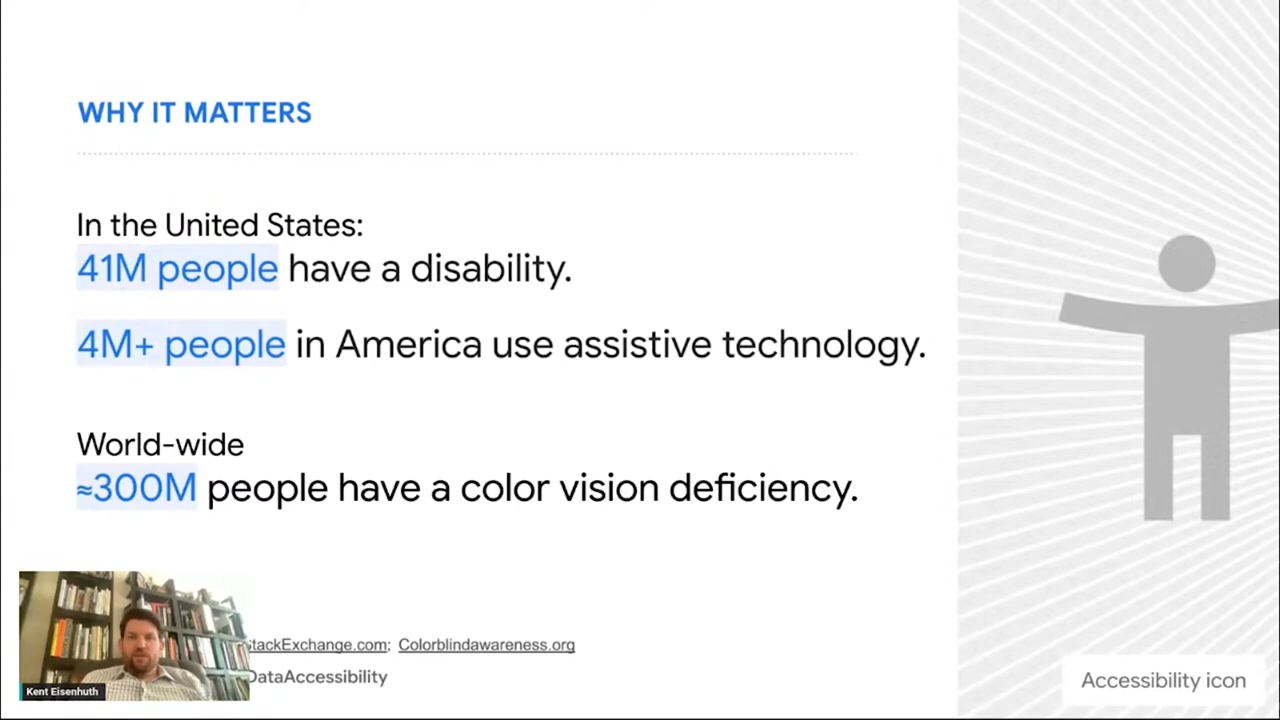 WHY IT MATTERS
In the United States:
41M people have a disability.
4M+ people in America use assistive technology.
World-wide
≈300M people have a color vision deficiency.
StackExchange.com; Colorblindawareness.org
DataAccessibility
Kent Eisenhuth
Accessibility icon